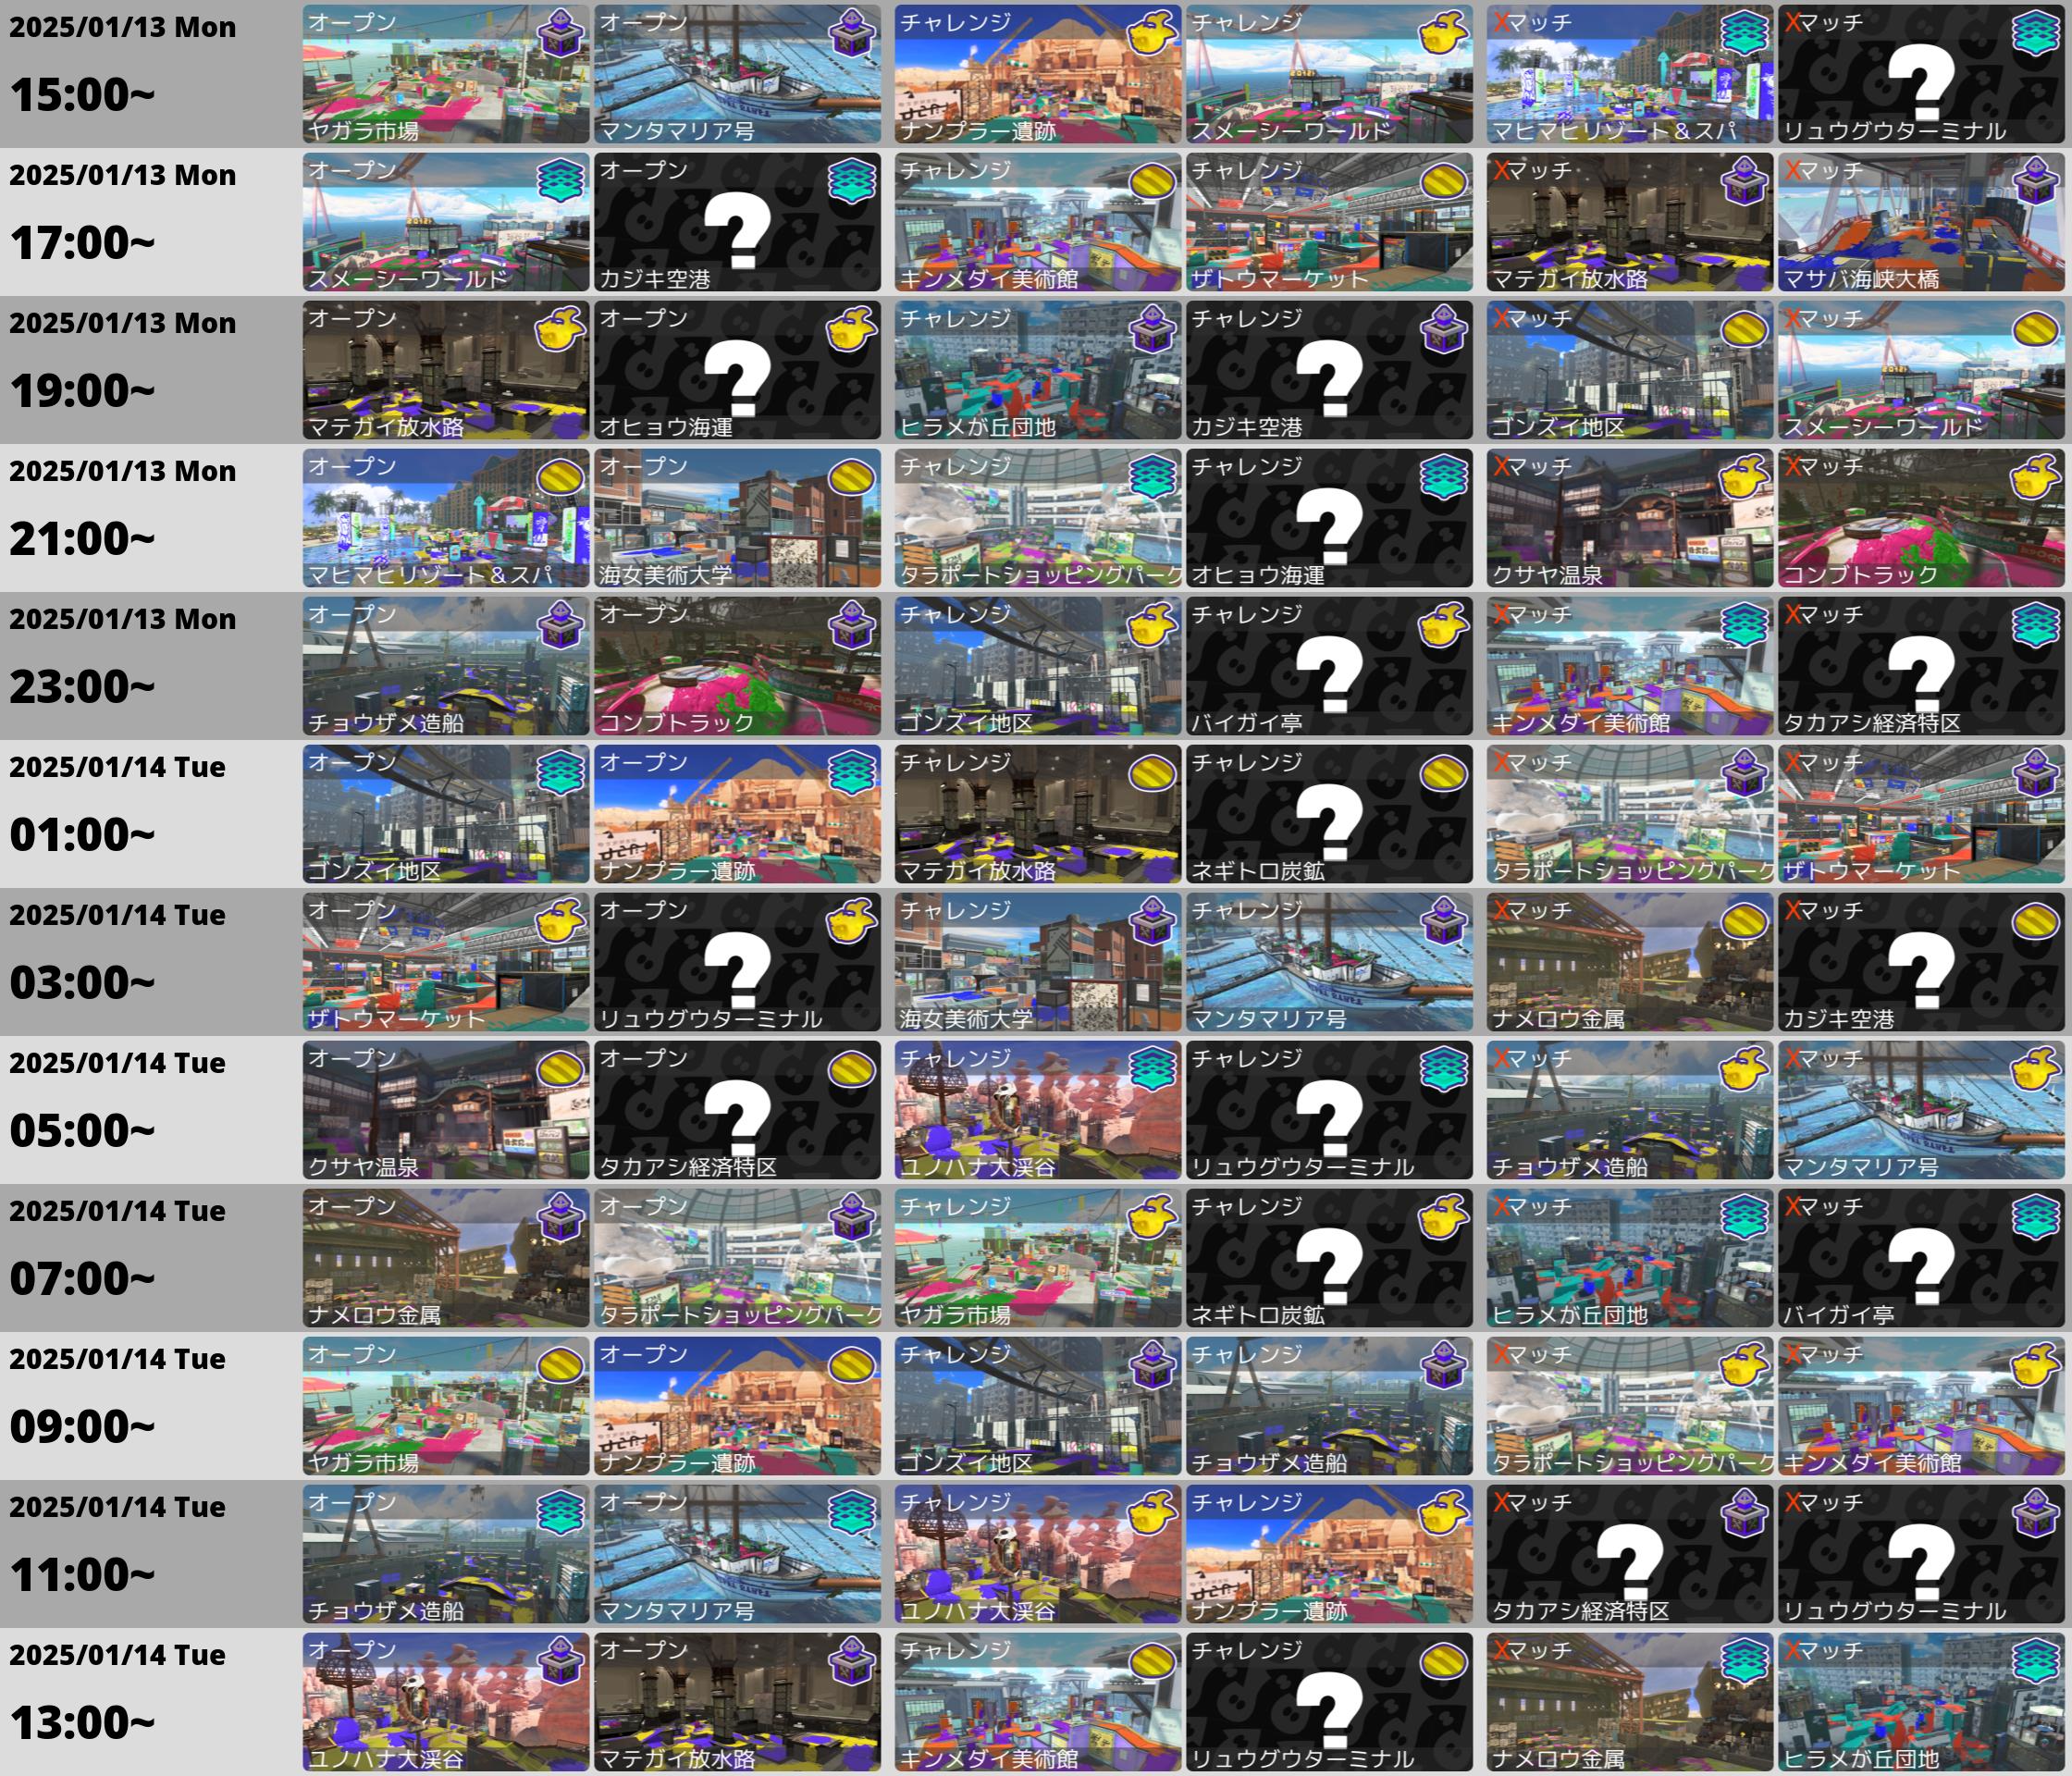 2025/01/13 Mon
15:00~
オープン オープン チャレンジ チャレンジ Xマッチ Xマッチ
ヤガラ市場 マンタマリア号 ナンプラー遺跡 スメーシーワールド マヒマヒリゾート＆スパ リュウグウターミナル
2025/01/13 Mon
17:00~
オープン オープン チャレンジ チャレンジ Xマッチ Xマッチ
スメーシーワールド カジキ空港 キンメダイ美術館 ザトウマーケット マテガイ放水路 マサバ海峡大橋
2025/01/13 Mon
19:00~
オープン オープン チャレンジ チャレンジ Xマッチ Xマッチ
マテガイ放水路 オヒョウ海運 ヒラメが丘団地 カジキ空港 ゴンズイ地区 スメーシーワールド
2025/01/13 Mon
21:00~
オープン オープン チャレンジ チャレンジ Xマッチ Xマッチ
マヒマヒリゾート＆スパ 海女美術大学 タラポートショッピングパーク オヒョウ海運 クサヤ温泉 コンブトラック
2025/01/13 Mon
23:00~
オープン オープン チャレンジ チャレンジ Xマッチ Xマッチ
チョウザメ造船 コンブトラック ゴンズイ地区 バイガイ亭 キンメダイ美術館 タカアシ経済特区
2025/01/14 Tue
01:00~
オープン オープン チャレンジ チャレンジ Xマッチ Xマッチ
ゴンズイ地区 ナンプラー遺跡 マテガイ放水路 ネギトロ炭鉱 タラポートショッピングパーク ザトウマーケット
2025/01/14 Tue
03:00~
オープン オープン チャレンジ チャレンジ Xマッチ Xマッチ
ザトウマーケット リュウグウターミナル 海女美術大学 マンタマリア号 ナメロウ金属 カジキ空港
2025/01/14 Tue
05:00~
オープン オープン チャレンジ チャレンジ Xマッチ Xマッチ
クサヤ温泉 タカアシ経済特区 ユノハナ大渓谷 リュウグウターミナル チョウザメ造船 マンタマリア号
2025/01/14 Tue
07:00~
オープン オープン チャレンジ チャレンジ Xマッチ Xマッチ
ナメロウ金属 タラポートショッピングパーク ヤガラ市場 ネギトロ炭鉱 ヒラメが丘団地 バイガイ亭
2025/01/14 Tue
09:00~
オープン オープン チャレンジ チャレンジ Xマッチ Xマッチ
ヤガラ市場 ナンプラー遺跡 ゴンズイ地区 チョウザメ造船 タラポートショッピングパーク キンメダイ美術館
2025/01/14 Tue
11:00~
オープン オープン チャレンジ チャレンジ Xマッチ Xマッチ
チョウザメ造船 マンタマリア号 ユノハナ大渓谷 ナンプラー遺跡 タカアシ経済特区 リュウグウターミナル
2025/01/14 Tue
13:00~
オープン オープン チャレンジ チャレンジ Xマッチ Xマッチ
ユノハナ大渓谷 マテガイ放水路 キンメダイ美術館 リュウグウターミナル ナメロウ金属 ヒラメが丘団地